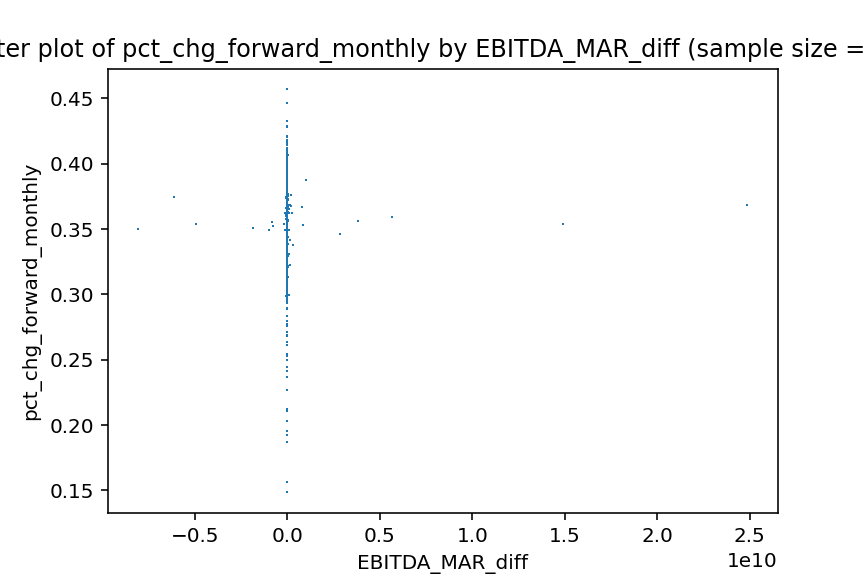 ter plot of pct_chg_forward_monthly by EBITDA_MAR_diff (sample size =
0.45
0.40
0.35
0.30
0.25
0.20
0.15
pct_chg_forward_monthly
−0.5 0.0 0.5 1.0 1.5 2.0 2.5
1e10
EBITDA_MAR_diff